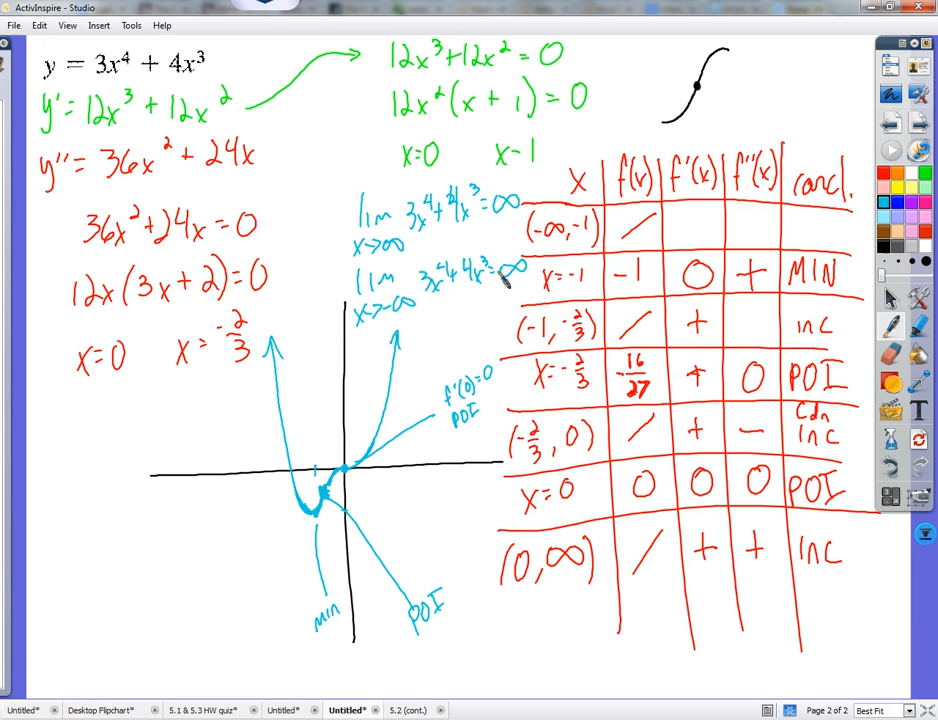 ActivInspire - Studio
File Edit View Insert Tools Help
y = 3x⁴ + 4x³
y' = 12x³ + 12x²
y'' = 36x² + 24x
36x² + 24x = 0
12x(3x + 2) = 0
x=0 x = -2/3
12x³ + 12x² = 0
12x²(x + 1) = 0
x=0 x-1
lim 3x⁴+4x³ = ∞
x→∞
lim 3x⁴+4x³ = ∞
x→-∞
f'(0)=0
POI
min
POI
x f(x) f'(x) f''(x) concl.
(-∞,-1) /
x=-1 -1 0 + MIN
(-1,-2/3) / + inc
x=-2/3 -16/27 + 0 POI
(-2/3, 0) / + - Cdn Inc
x=0 0 0 0 POI
(0,∞) / + + Inc
Untitled* Desktop Flipchart* 5.1 & 5.3 HW quiz* Untitled* Untitled* 5.2 (cont.) Page 2 of 2 Best Fit